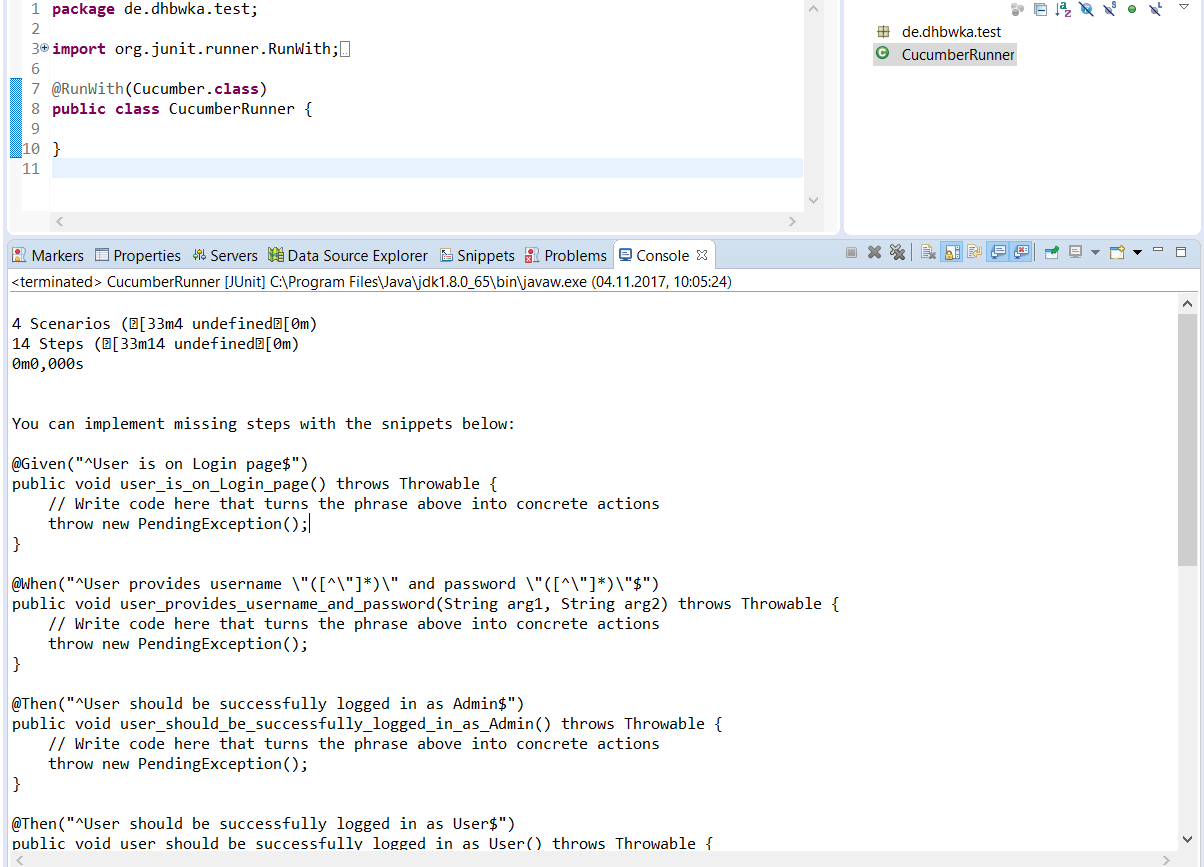 1 package de.dhbwka.test;
2
3 import org.junit.runner.RunWith;
6
7 @RunWith(Cucumber.class)
8 public class CucumberRunner {
9
10 }
11
de.dhbwka.test
CucumberRunner
Markers Properties Servers Data Source Explorer Snippets Problems Console
<terminated> CucumberRunner [JUnit] C:\Program Files\Java\jdk1.8.0_65\bin\javaw.exe (04.11.2017, 10:05:24)
4 Scenarios (�[33m4 undefined�[0m)
14 Steps (�[33m14 undefined�[0m)
0m0,000s
You can implement missing steps with the snippets below:
@Given("^User is on Login page$")
public void user_is_on_Login_page() throws Throwable {
// Write code here that turns the phrase above into concrete actions
throw new PendingException();
}
@When("^User provides username \"([^\"]*)\" and password \"([^\"]*)\"$")
public void user_provides_username_and_password(String arg1, String arg2) throws Throwable {
// Write code here that turns the phrase above into concrete actions
throw new PendingException();
}
@Then("^User should be successfully logged in as Admin$")
public void user_should_be_successfully_logged_in_as_Admin() throws Throwable {
// Write code here that turns the phrase above into concrete actions
throw new PendingException();
}
@Then("^User should be successfully logged in as User$")
public void user_should_be_successfully_logged_in_as_User() throws Throwable {